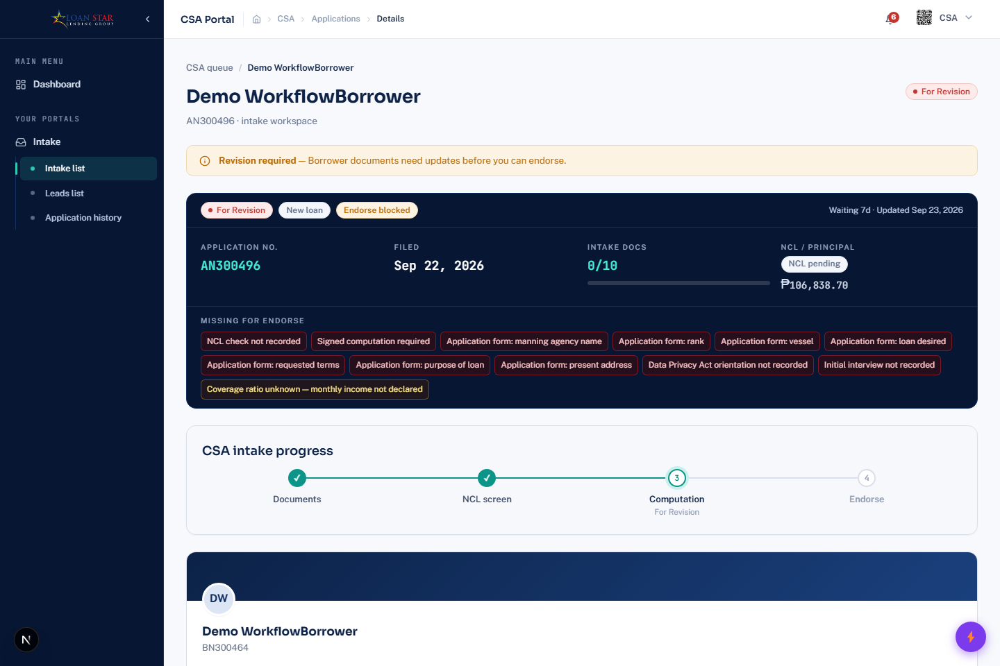 LOAN STAR
LENDING GROUP
CSA Portal
CSA
Applications
Details
6
CSA
MAIN MENU
Dashboard
YOUR PORTALS
Intake
Intake list
Leads list
Application history
N
CSA queue / Demo WorkflowBorrower
Demo WorkflowBorrower
For Revision
AN300496 · intake workspace
Revision required — Borrower documents need updates before you can endorse.
For Revision
New loan
Endorse blocked
Waiting 7d · Updated Sep 23, 2026
APPLICATION NO.
AN300496
FILED
Sep 22, 2026
INTAKE DOCS
0/10
NCL / PRINCIPAL
NCL pending
₱106,838.70
MISSING FOR ENDORSE
NCL check not recorded
Signed computation required
Application form: manning agency name
Application form: rank
Application form: vessel
Application form: loan desired
Application form: requested terms
Application form: purpose of loan
Application form: present address
Data Privacy Act orientation not recorded
Initial interview not recorded
Coverage ratio unknown — monthly income not declared
CSA intake progress
Documents
NCL screen
3
Computation
For Revision
4
Endorse
DW
Demo WorkflowBorrower
BN300464